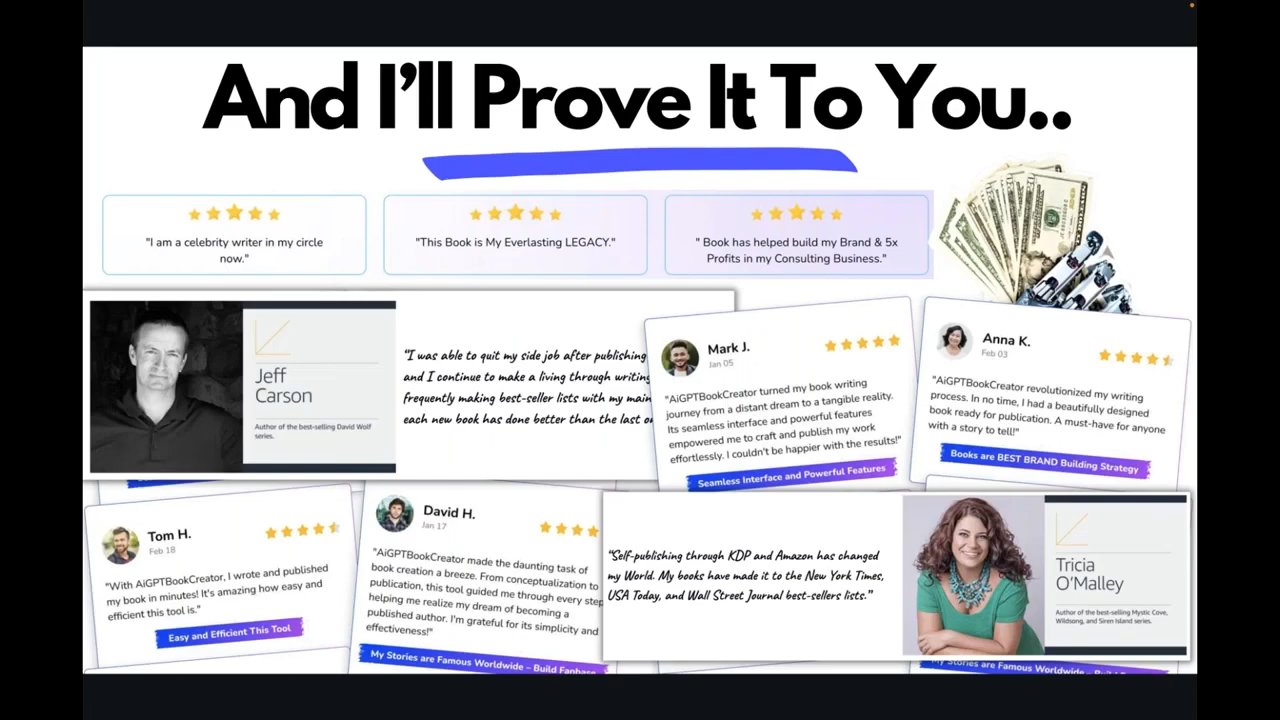 And I'll Prove It To You..
"I am a celebrity writer in my circle
now."
"This Book is My Everlasting LEGACY."
" Book has helped build my Brand & 5x
Profits in my Consulting Business."
Jeff
Carson
Author of the best-selling David Wolf
series.
"I was able to quit my side job after publishing
and I continue to make a living through writing
frequently making best-seller lists with my main
each new book has done better than the last
Mark J.
Jan 05
"AiGPTBookCreator turned my book writing
journey from a distant dream to a tangible reality.
Its seamless interface and powerful features
empowered me to craft and publish my work
effortlessly. I couldn't be happier with the results!"
Seamless Interface and Powerful Features
Anna K.
Feb 03
"AiGPTBookCreator revolutionized my writing
process. In no time, I had a beautifully designed
book ready for publication. A must-have for anyone
with a story to tell!"
Books are BEST BRAND Building Strategy
Tom H.
Feb 18
"With AiGPTBookCreator, I wrote and published
my book in minutes! It's amazing how easy and
efficient this tool is."
Easy and Efficient This Tool
David H.
Jan 17
"AiGPTBookCreator made the daunting task of
book creation a breeze. From conceptualization to
publication, this tool guided me through every step
helping me realize my dream of becoming a
published author. I'm grateful for its simplicity and
effectiveness!"
My Stories are Famous Worldwide – Build Fanbase
"Self-publishing through KDP and Amazon has changed
my World. My books have made it to the New York Times,
USA Today, and Wall Street Journal best-sellers lists."
Tricia
O'Malley
Author of the best-selling Mystic Cove,
Wildsong, and Siren Island series.
My Stories are Famous Worldwide – Build